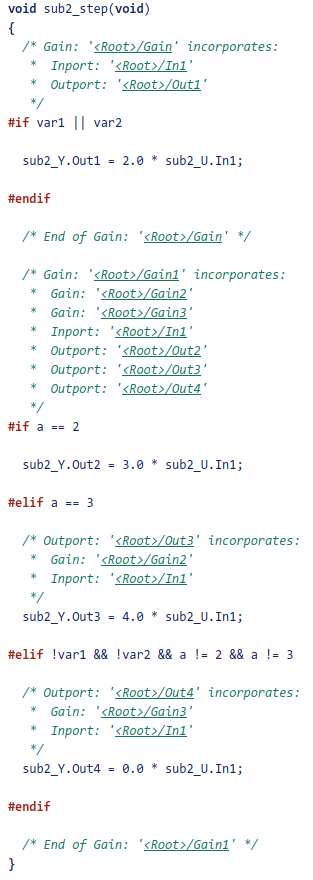 void sub2_step(void)
{
  /* Gain: '<Root>/Gain' incorporates:
   *  Inport: '<Root>/In1'
   *  Outport: '<Root>/Out1'
   */
#if var1 || var2

  sub2_Y.Out1 = 2.0 * sub2_U.In1;

#endif

  /* End of Gain: '<Root>/Gain' */

  /* Gain: '<Root>/Gain1' incorporates:
   *  Gain: '<Root>/Gain2'
   *  Gain: '<Root>/Gain3'
   *  Inport: '<Root>/In1'
   *  Outport: '<Root>/Out2'
   *  Outport: '<Root>/Out3'
   *  Outport: '<Root>/Out4'
   */
#if a == 2

  sub2_Y.Out2 = 3.0 * sub2_U.In1;

#elif a == 3

  /* Outport: '<Root>/Out3' incorporates:
   *  Gain: '<Root>/Gain2'
   *  Inport: '<Root>/In1'
   */
  sub2_Y.Out3 = 4.0 * sub2_U.In1;

#elif !var1 && !var2 && a != 2 && a != 3

  /* Outport: '<Root>/Out4' incorporates:
   *  Gain: '<Root>/Gain3'
   *  Inport: '<Root>/In1'
   */
  sub2_Y.Out4 = 0.0 * sub2_U.In1;

#endif

  /* End of Gain: '<Root>/Gain1' */
}